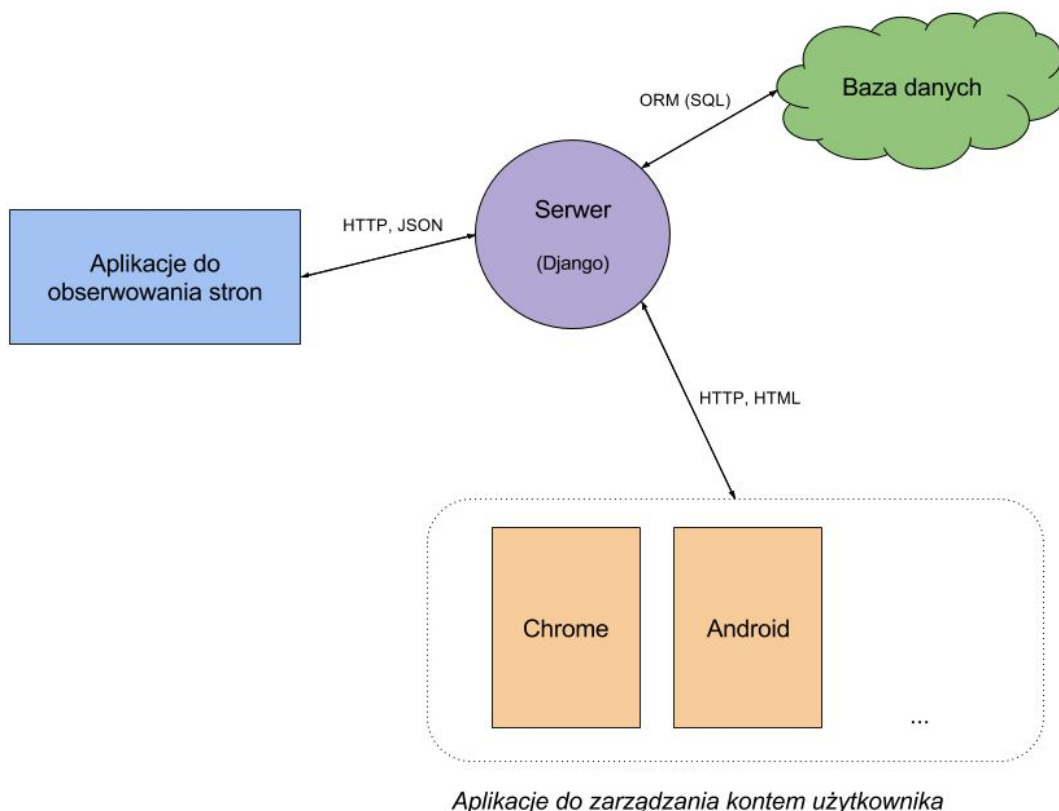 Baza danych
ORM (SQL)
Serwer
(Django)
HTTP, JSON
Aplikacje do
obserwowania stron
HTTP, HTML
Chrome
Android
...
Aplikacje do zarządzania kontem użytkownika